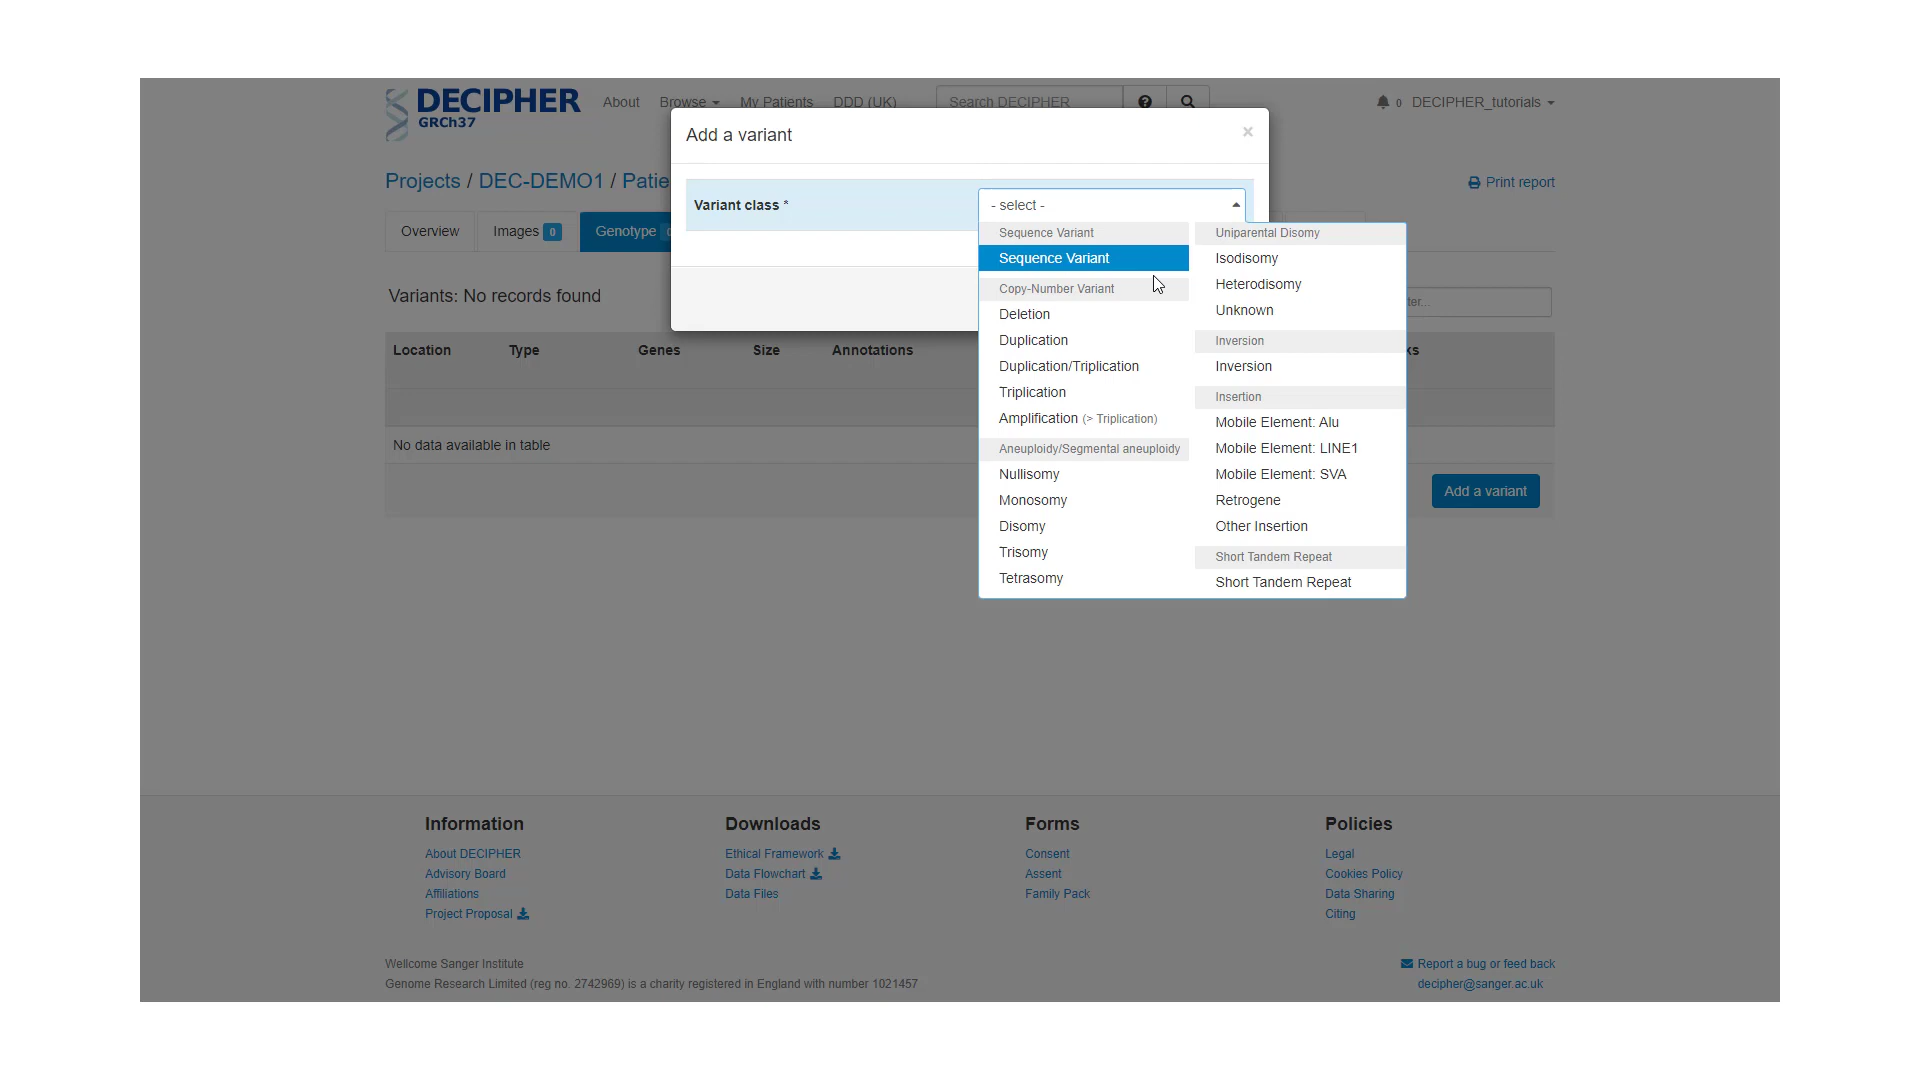 DECIPHER
GRCh37
About Browse My Patients DDD (UK) Search DECIPHER 0 DECIPHER_tutorials
Add a variant ×
Projects / DEC-DEMO1 / Patie
Print report
Variant class * - select -
Overview Images 0 Genotype
Sequence Variant
Sequence Variant
Copy-Number Variant
Deletion
Duplication
Duplication/Triplication
Triplication
Amplification (> Triplication)
Aneuploidy/Segmental aneuploidy
Nullisomy
Monosomy
Disomy
Trisomy
Tetrasomy
Uniparental Disomy
Isodisomy
Heterodisomy
Unknown
Inversion
Inversion
Insertion
Mobile Element: Alu
Mobile Element: LINE1
Mobile Element: SVA
Retrogene
Other Insertion
Short Tandem Repeat
Short Tandem Repeat
Variants: No records found
ter...
Location Type Genes Size Annotations ks
No data available in table
Add a variant
Information
About DECIPHER
Advisory Board
Affiliations
Project Proposal
Downloads
Ethical Framework
Data Flowchart
Data Files
Forms
Consent
Assent
Family Pack
Policies
Legal
Cookies Policy
Data Sharing
Citing
Wellcome Sanger Institute
Genome Research Limited (reg no. 2742969) is a charity registered in England with number 1021457
Report a bug or feed back
decipher@sanger.ac.uk